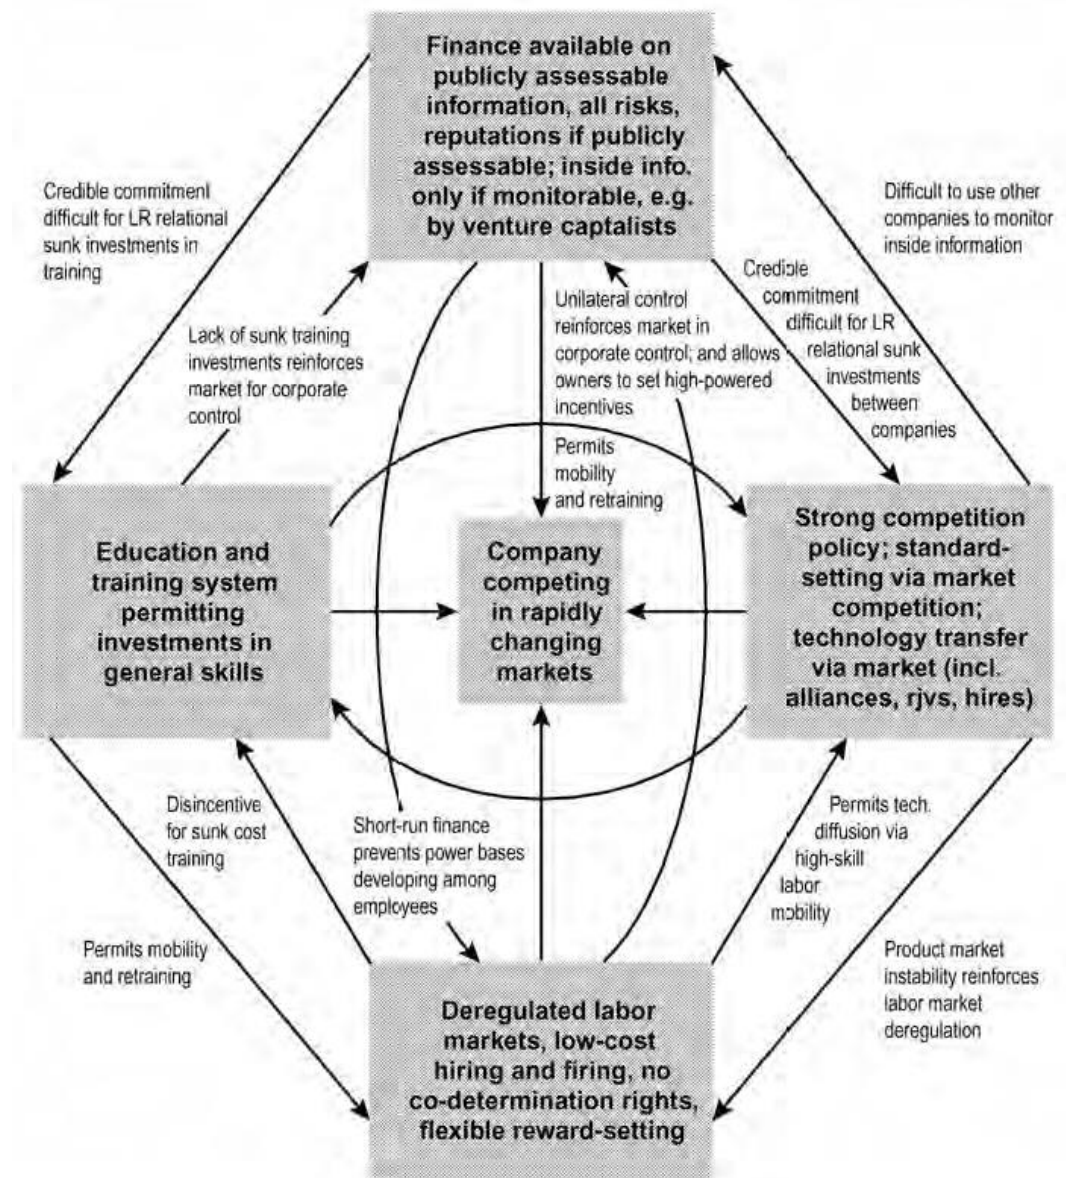 Finance available on
publicly assessable
information, all risks,
reputations if publicly
assessable; inside info.
only if monitorable, e.g.
by venture captalists
Credible commitment
difficult for LR relational
sunk investments in
training
Difficult to use other
companies to monitor
inside information
Lack of sunk training
investments reinforces
market for corporate
control
Unilateral control
reinforces market in
corporate control; and allows
owners to set high-powered
incentives
Credible
commitment
difficult for LR
relational sunk
investments
between
companies
Permits
mobility
and retraining
Education and
training system
permitting
investments in
general skills
Company
competing
in rapidly
changing
markets
Strong competition
policy; standard-
setting via market
competition;
technology transfer
via market (incl.
alliances, rjvs, hires)
Disincentive
for sunk cost
training
Short-run finance
prevents power bases
developing among
employees
Permits tech.
diffusion via
high-skill
labor
mobility
Permits mobility
and retraining
Product market
instability reinforces
labor market
deregulation
Deregulated labor
markets, low-cost
hiring and firing, no
co-determination rights,
flexible reward-setting